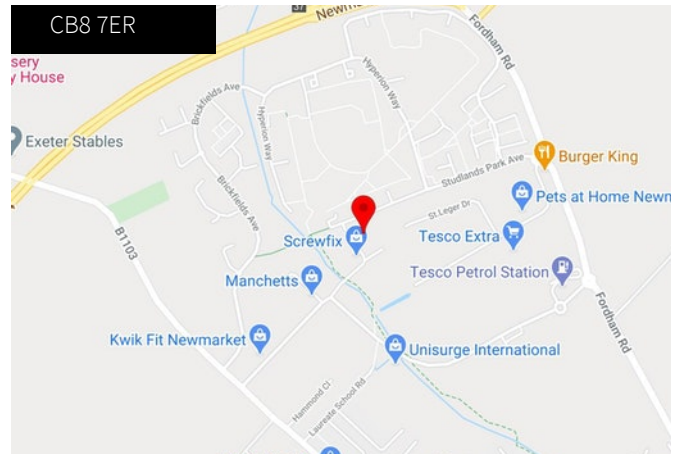 CB8 7ER
37
Newm
Fordham Rd
sery
y House
Hyperion Way
Brickfields Ave
Hyperion Way
Exeter Stables
Burger King
Studlands Park Ave
Brickfields Ave
Pets at Home Newn
St.Leger Dr
B1103
Screwfix
Tesco Extra
Tesco Petrol Station
Manchetts
Fordham Rd
Kwik Fit Newmarket
Unisurge International
Hammond Cl
Laureate School Rd